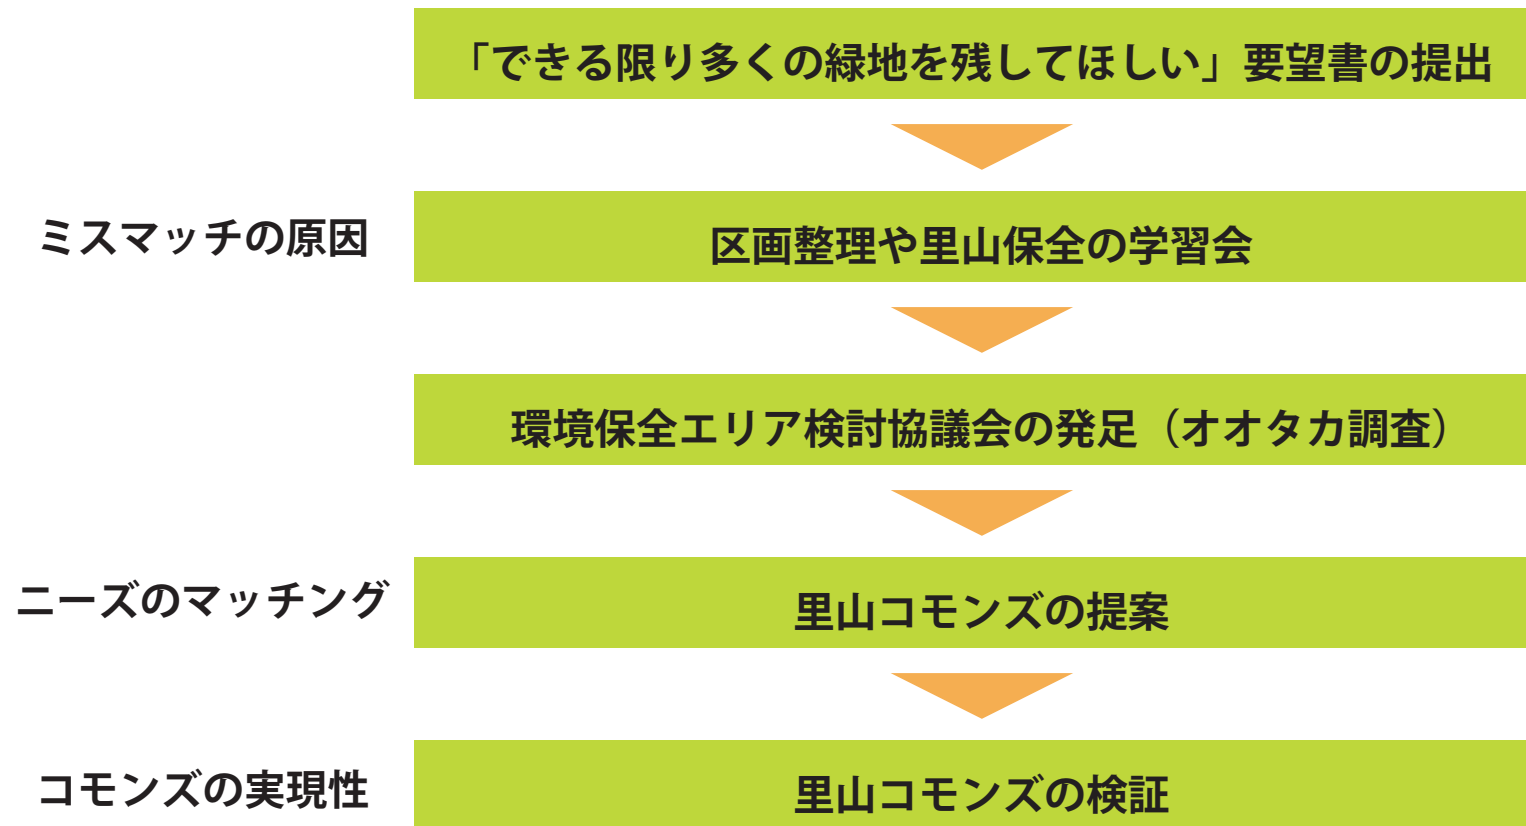 「できる限り多くの緑地を残してほしい」要望書の提出
ミスマッチの原因
区画整理や里山保全の学習会
環境保全エリア検討協議会の発足（オオタカ調査）
ニーズのマッチング
里山コモンズの提案
コモンズの実現性
里山コモンズの検証